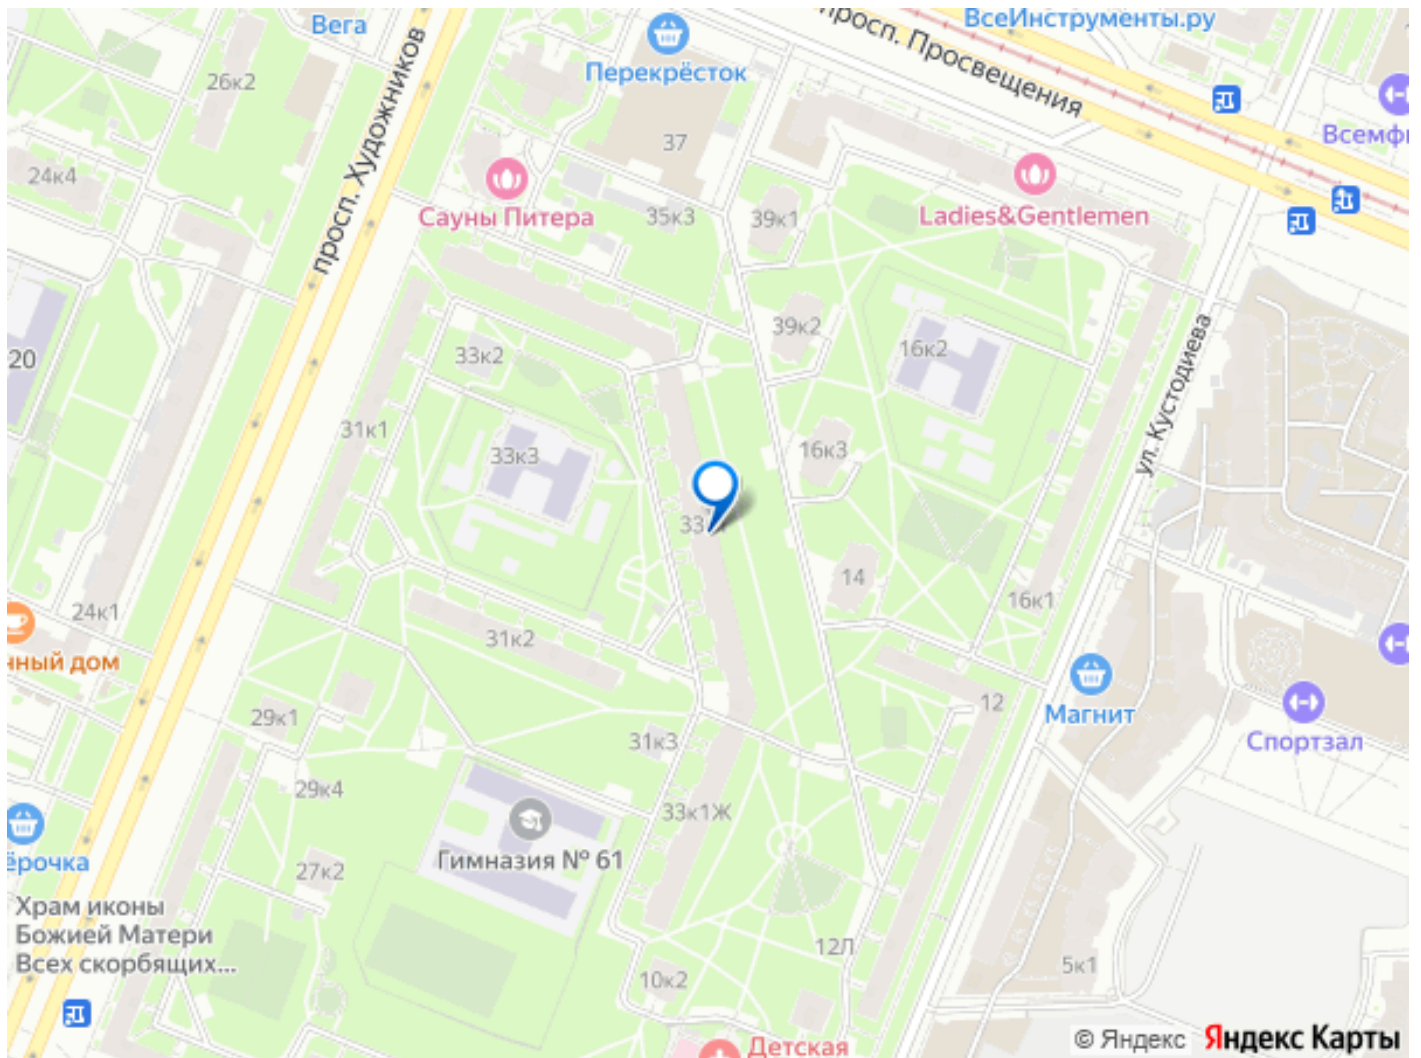 Вега
ВсеИнструменты.ру
просп. Просвещения
просп. Художников
Перекрёсток
26к2
37
Всемф
24к4
Сауны Питера
35к3
39к1
Ladies&Gentlemen
39к2
33к2
16к2
20
ул. Кустодиева
31к1
33к3
16к3
14
16к1
24к1
нный дом
31к2
12
Магнит
29к1
31к3
Спортзал
29к4
33к1Ж
ёрочка
Гимназия № 61
27к2
Храм иконы
Божией Матери
Всех скорбящих...
12Л
10к2
5к1
Детская
© Яндекс Яндекс Карты